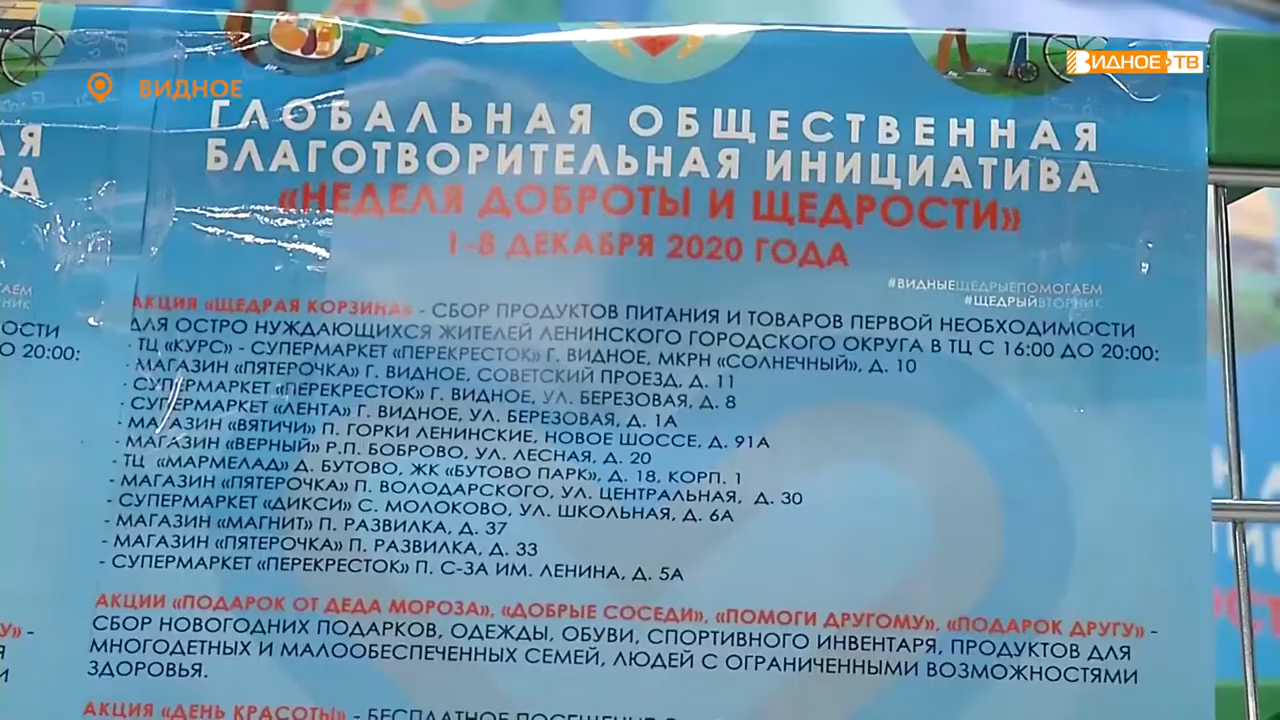 ВИДНОЕ
ВИДНОЕ ТВ
ГЛОБАЛЬНАЯ ОБЩЕСТВЕННАЯ
БЛАГОТВОРИТЕЛЬНАЯ ИНИЦИАТИВА
«НЕДЕЛЯ ДОБРОТЫ И ЩЕДРОСТИ»
1-8 ДЕКАБРЯ 2020 ГОДА
#ВИДНЫЕЩЕДРЫЕПОМОГАЕМ
#ЩЕДРЫЙВТОРНИК
АКЦИЯ «ЩЕДРАЯ КОРЗИНА» - СБОР ПРОДУКТОВ ПИТАНИЯ И ТОВАРОВ ПЕРВОЙ НЕОБХОДИМОСТИ
ДЛЯ ОСТРО НУЖДАЮЩИХСЯ ЖИТЕЛЕЙ ЛЕНИНСКОГО ГОРОДСКОГО ОКРУГА В ТЦ С 16:00 ДО 20:00:
- ТЦ «КУРС» - СУПЕРМАРКЕТ «ПЕРЕКРЕСТОК» Г. ВИДНОЕ, МКРН «СОЛНЕЧНЫЙ», Д. 10
- МАГАЗИН «ПЯТЕРОЧКА» Г. ВИДНОЕ, СОВЕТСКИЙ ПРОЕЗД, Д. 11
- СУПЕРМАРКЕТ «ПЕРЕКРЕСТОК» Г. ВИДНОЕ, УЛ. БЕРЕЗОВАЯ, Д. 8
- СУПЕРМАРКЕТ «ЛЕНТА» Г. ВИДНОЕ, УЛ. БЕРЕЗОВАЯ, Д. 1А
- МАГАЗИН «ВЯТИЧИ» П. ГОРКИ ЛЕНИНСКИЕ, НОВОЕ ШОССЕ, Д. 91А
- МАГАЗИН «ВЕРНЫЙ» Р.П. БОБРОВО, УЛ. ЛЕСНАЯ, Д. 20
- ТЦ «МАРМЕЛАД» Д. БУТОВО, ЖК «БУТОВО ПАРК», Д. 18, КОРП. 1
- МАГАЗИН «ПЯТЕРОЧКА» П. ВОЛОДАРСКОГО, УЛ. ЦЕНТРАЛЬНАЯ, Д. 30
- СУПЕРМАРКЕТ «ДИКСИ» С. МОЛОКОВО, УЛ. ШКОЛЬНАЯ, Д. 6А
- МАГАЗИН «МАГНИТ» П. РАЗВИЛКА, Д. 37
- МАГАЗИН «ПЯТЕРОЧКА» П. РАЗВИЛКА, Д. 33
- СУПЕРМАРКЕТ «ПЕРЕКРЕСТОК» П. С-ЗА ИМ. ЛЕНИНА, Д. 5А
АКЦИИ «ПОДАРОК ОТ ДЕДА МОРОЗА», «ДОБРЫЕ СОСЕДИ», «ПОМОГИ ДРУГОМУ», «ПОДАРОК ДРУГУ» -
СБОР НОВОГОДНИХ ПОДАРКОВ, ОДЕЖДЫ, ОБУВИ, СПОРТИВНОГО ИНВЕНТАРЯ, ПРОДУКТОВ ДЛЯ
МНОГОДЕТНЫХ И МАЛООБЕСПЕЧЕННЫХ СЕМЕЙ, ЛЮДЕЙ С ОГРАНИЧЕННЫМИ ВОЗМОЖНОСТЯМИ
ЗДОРОВЬЯ.
АКЦИЯ «ДЕНЬ КРАСОТЫ» - БЕСПЛАТНОЕ ПОСЕЩЕНИЕ